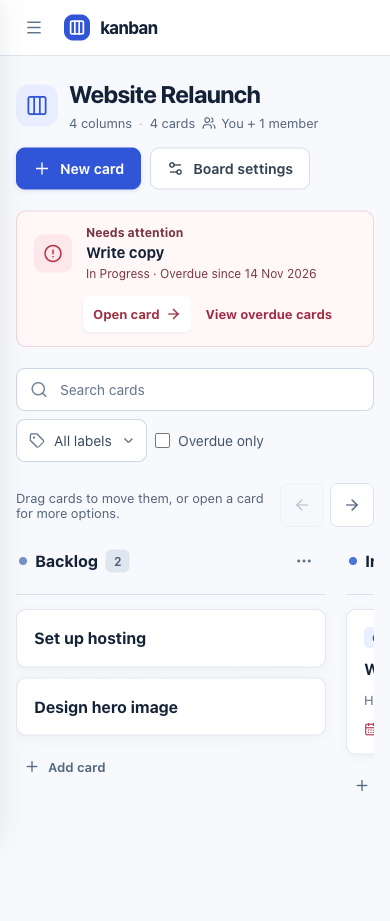 kanban
Website Relaunch
4 columns · 4 cards You + 1 member
New card
Board settings
Needs attention
Write copy
In Progress · Overdue since 14 Nov 2026
Open card
View overdue cards
Search cards
All labels
Overdue only
Drag cards to move them, or open a card
for more options.
Backlog 2
Set up hosting
Design hero image
Add card